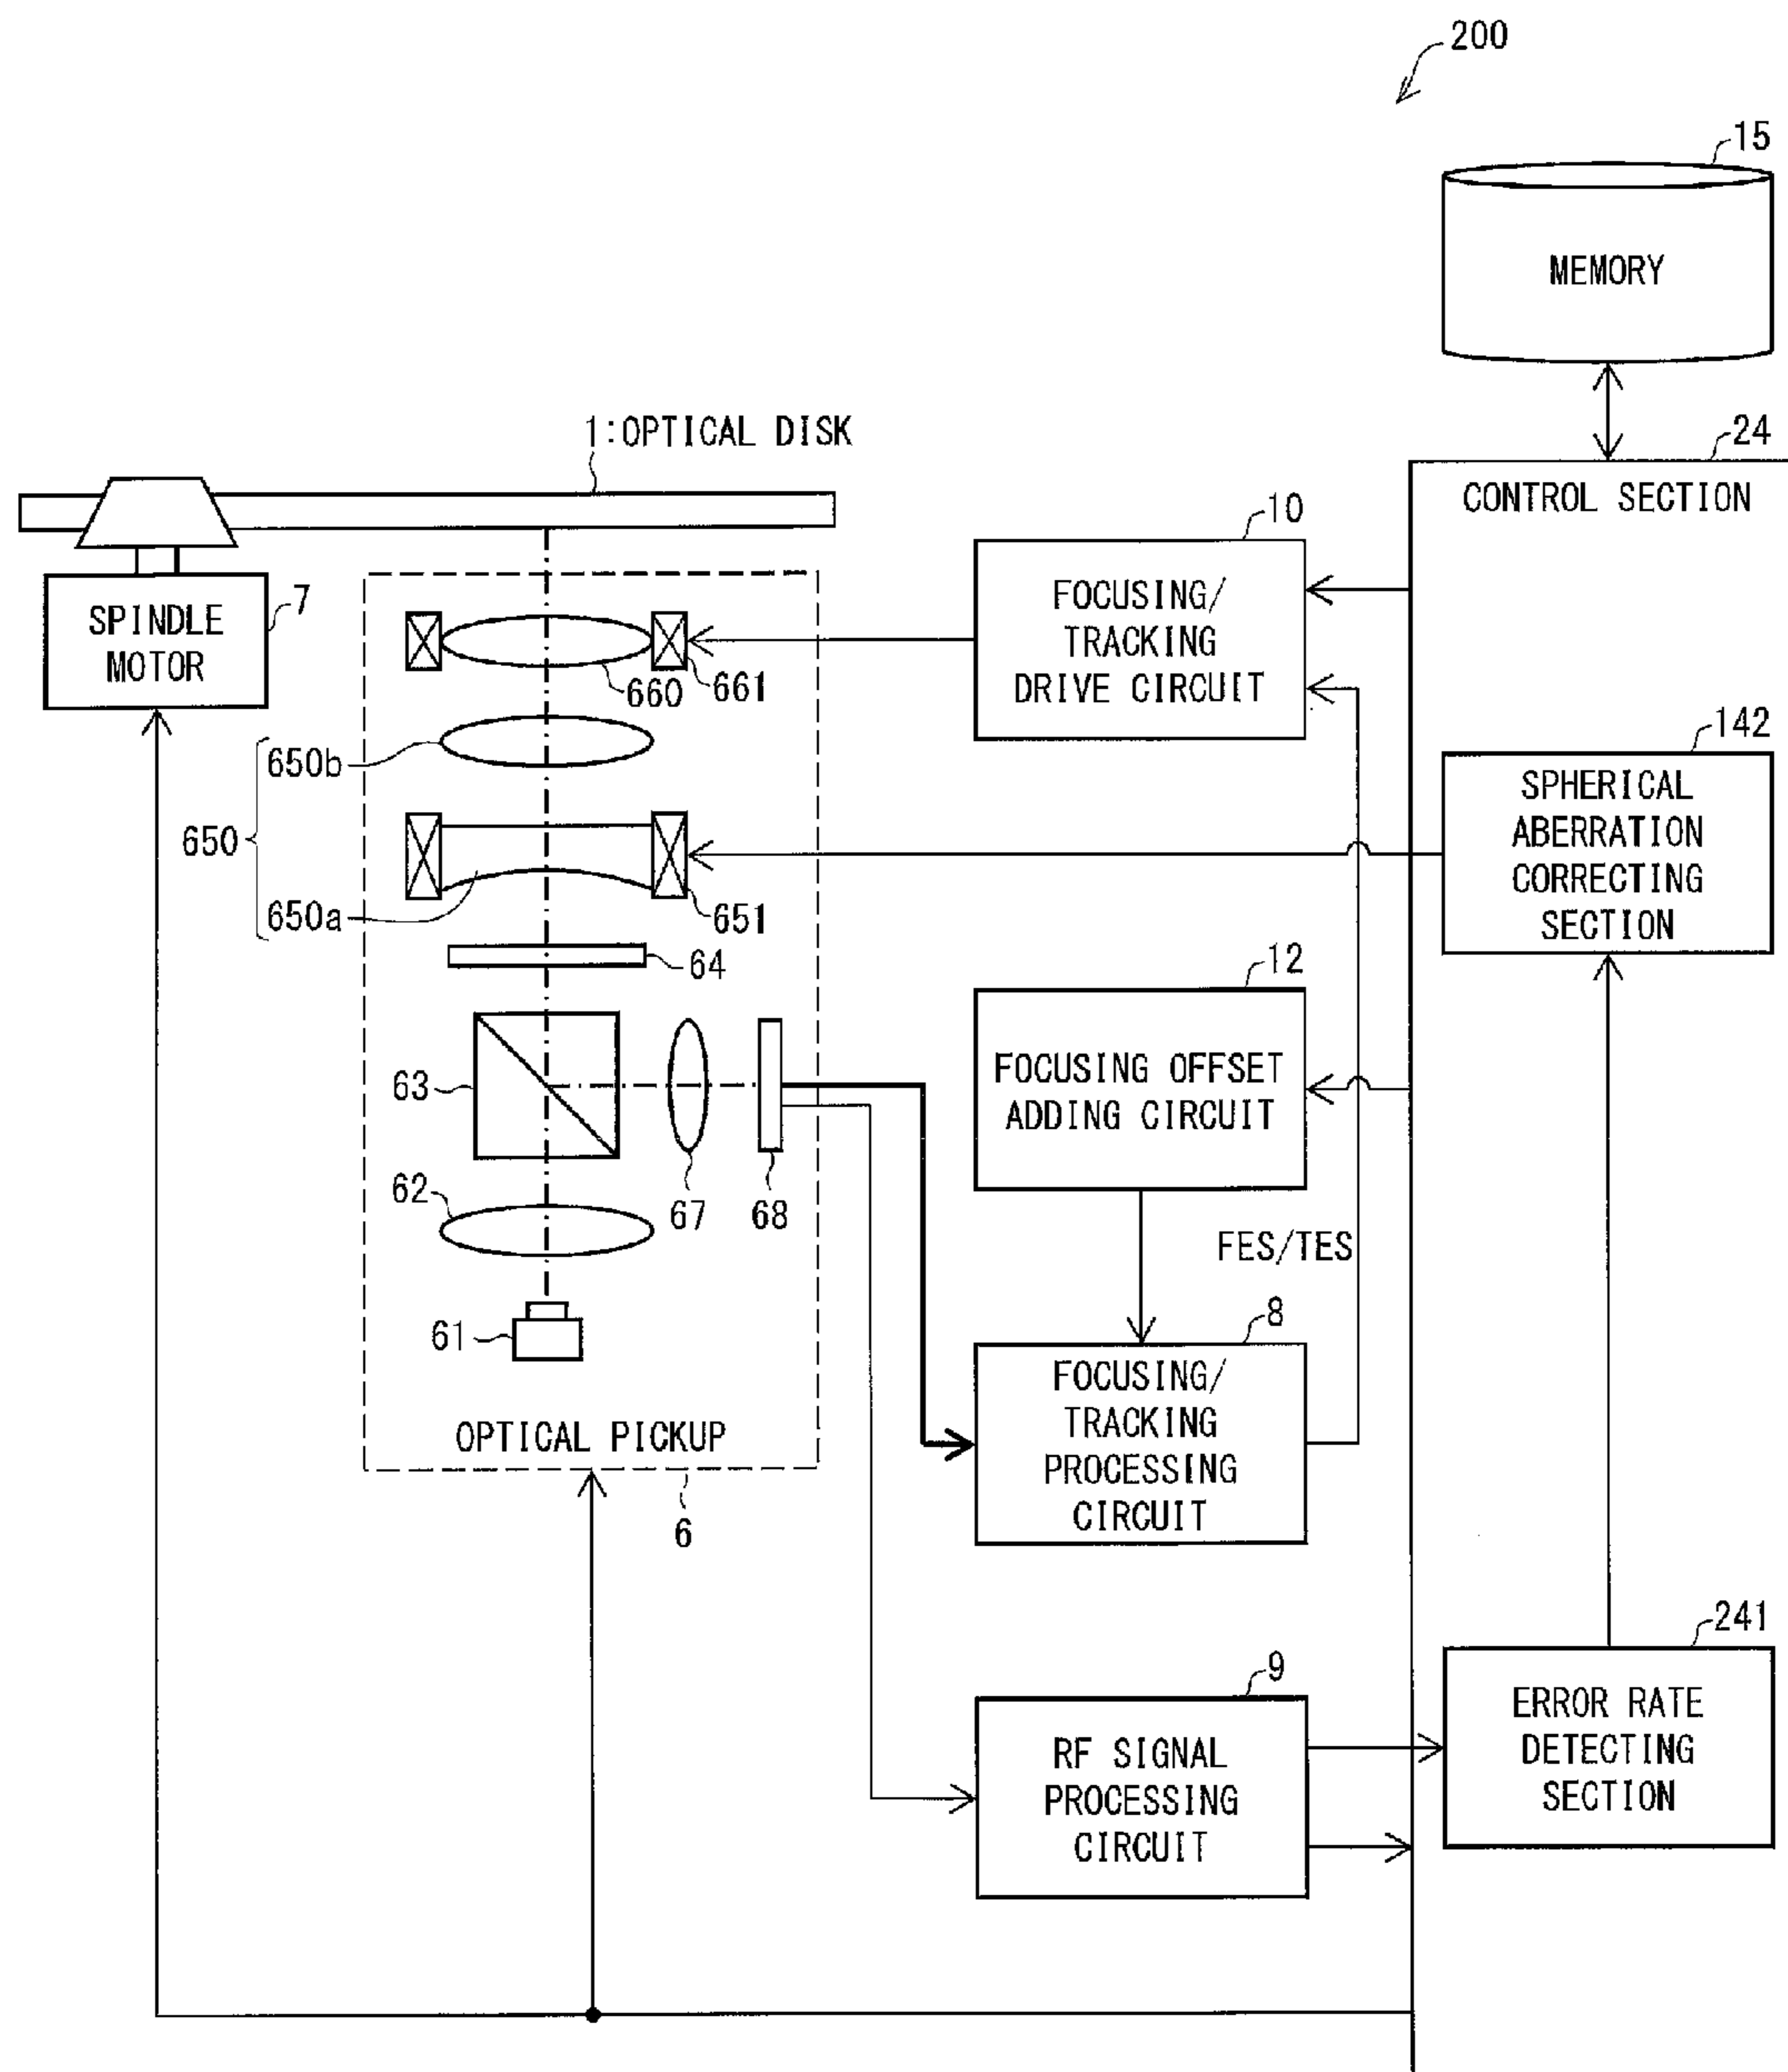 200
15
MEMORY
1:OPTICAL DISK
24
CONTROL SECTION
10
FOCUSING/
TRACKING
DRIVE CIRCUIT
7
SPINDLE
MOTOR
660
661
650b
650
650a
651
142
SPHERICAL
ABERRATION
CORRECTING
SECTION
64
12
FOCUSING OFFSET
ADDING CIRCUIT
63
62
67
68
FES/TES
61
8
FOCUSING/
TRACKING
PROCESSING
CIRCUIT
OPTICAL PICKUP
6
241
ERROR RATE
DETECTING
SECTION
9
RF SIGNAL
PROCESSING
CIRCUIT